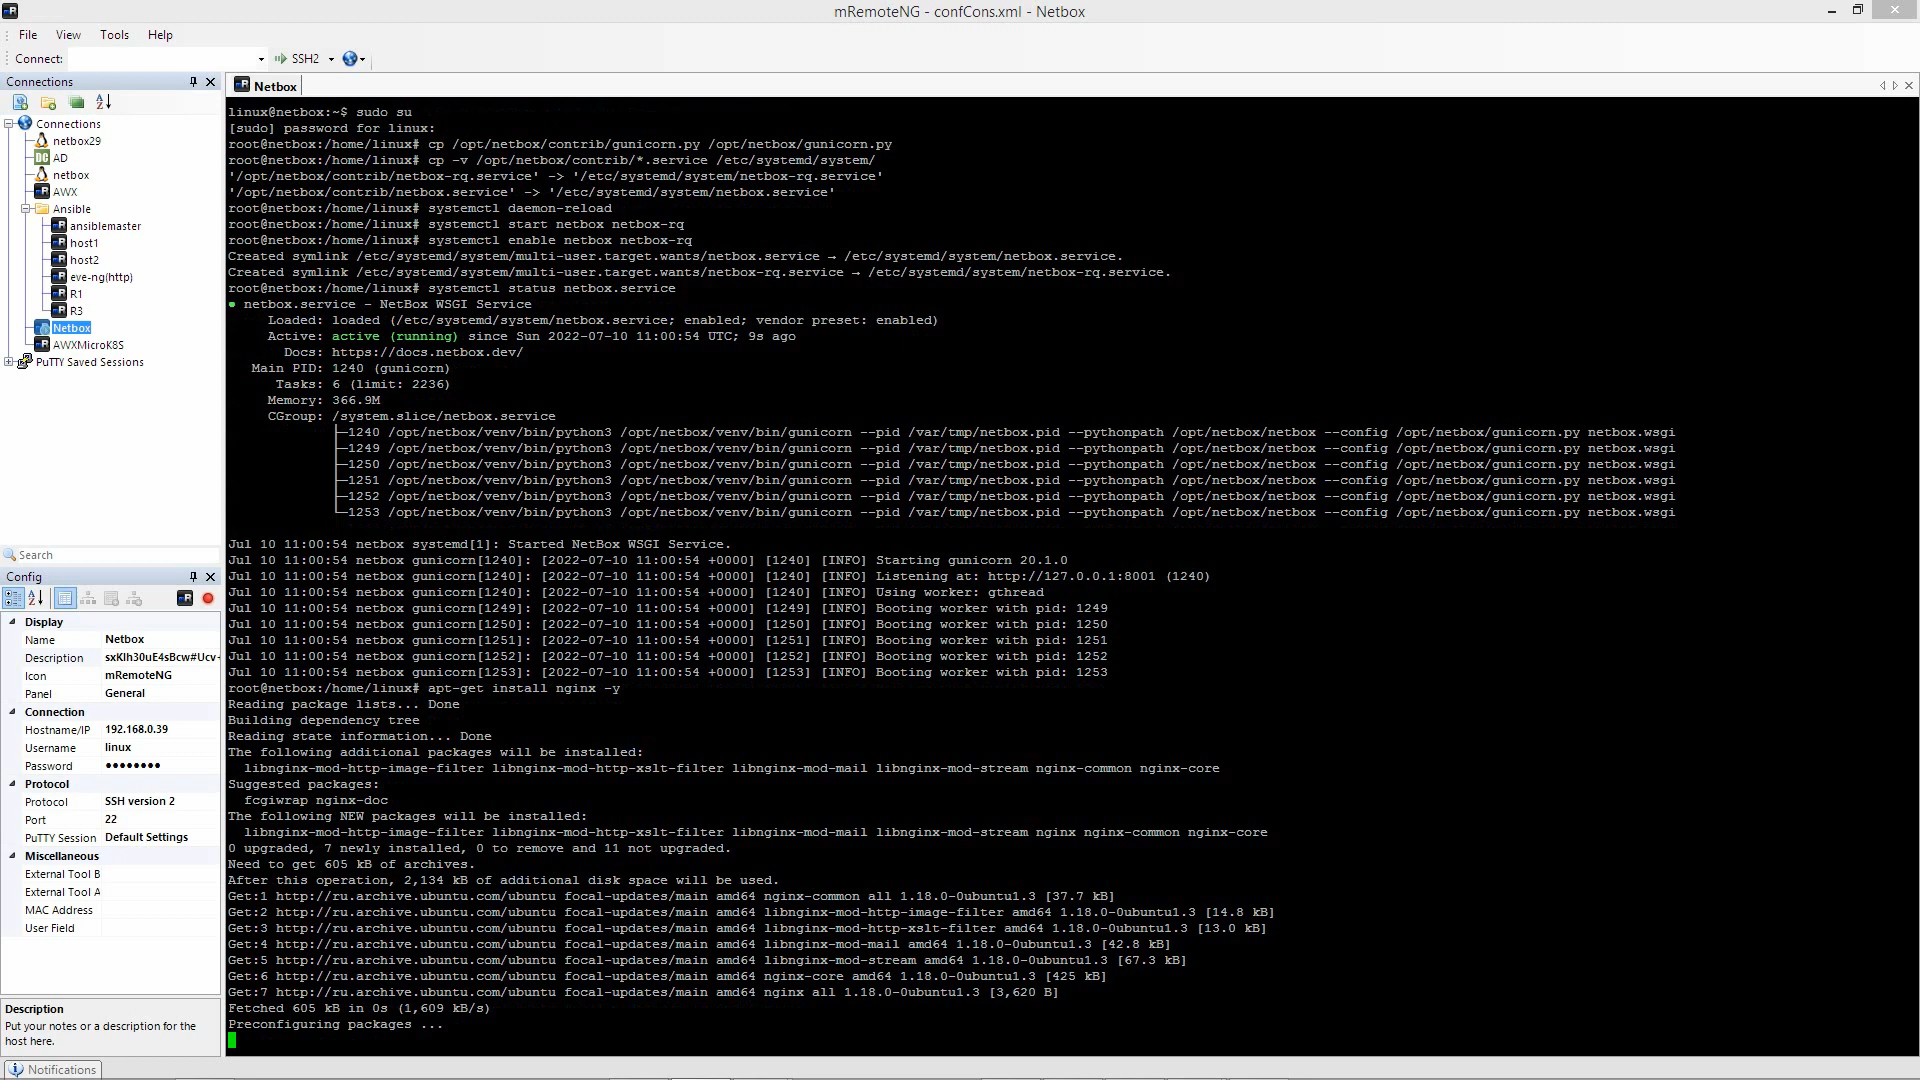 mRemoteNG - confCons.xml - Netbox
File View Tools Help
Connect: SSH2
Connections
Netbox
Connections
netbox29
DC AD
netbox
AWX
Ansible
ansiblemaster
host1
host2
eve-ng(http)
R1
R3
Netbox
AWXMicroK8S
PuTTY Saved Sessions
Search
Config
Display
Name Netbox
Description sxKlh30uE4sBcw#Ucv+
Icon mRemoteNG
Panel General
Connection
Hostname/IP 192.168.0.39
Username linux
Password ●●●●●●●●
Protocol
Protocol SSH version 2
Port 22
PuTTY Session Default Settings
Miscellaneous
External Tool B
External Tool A
MAC Address
User Field
Description
Put your notes or a description for the
host here.
Notifications
linux@netbox:~$ sudo su
[sudo] password for linux:
root@netbox:/home/linux# cp /opt/netbox/contrib/gunicorn.py /opt/netbox/gunicorn.py
root@netbox:/home/linux# cp -v /opt/netbox/contrib/*.service /etc/systemd/system/
'/opt/netbox/contrib/netbox-rq.service' -> '/etc/systemd/system/netbox-rq.service'
'/opt/netbox/contrib/netbox.service' -> '/etc/systemd/system/netbox.service'
root@netbox:/home/linux# systemctl daemon-reload
root@netbox:/home/linux# systemctl start netbox netbox-rq
root@netbox:/home/linux# systemctl enable netbox netbox-rq
Created symlink /etc/systemd/system/multi-user.target.wants/netbox.service → /etc/systemd/system/netbox.service.
Created symlink /etc/systemd/system/multi-user.target.wants/netbox-rq.service → /etc/systemd/system/netbox-rq.service.
root@netbox:/home/linux# systemctl status netbox.service
● netbox.service - NetBox WSGI Service
Loaded: loaded (/etc/systemd/system/netbox.service; enabled; vendor preset: enabled)
Active: active (running) since Sun 2022-07-10 11:00:54 UTC; 9s ago
Docs: https://docs.netbox.dev/
Main PID: 1240 (gunicorn)
Tasks: 6 (limit: 2236)
Memory: 366.9M
CGroup: /system.slice/netbox.service
├─1240 /opt/netbox/venv/bin/python3 /opt/netbox/venv/bin/gunicorn --pid /var/tmp/netbox.pid --pythonpath /opt/netbox/netbox --config /opt/netbox/gunicorn.py netbox.wsgi
├─1249 /opt/netbox/venv/bin/python3 /opt/netbox/venv/bin/gunicorn --pid /var/tmp/netbox.pid --pythonpath /opt/netbox/netbox --config /opt/netbox/gunicorn.py netbox.wsgi
├─1250 /opt/netbox/venv/bin/python3 /opt/netbox/venv/bin/gunicorn --pid /var/tmp/netbox.pid --pythonpath /opt/netbox/netbox --config /opt/netbox/gunicorn.py netbox.wsgi
├─1251 /opt/netbox/venv/bin/python3 /opt/netbox/venv/bin/gunicorn --pid /var/tmp/netbox.pid --pythonpath /opt/netbox/netbox --config /opt/netbox/gunicorn.py netbox.wsgi
├─1252 /opt/netbox/venv/bin/python3 /opt/netbox/venv/bin/gunicorn --pid /var/tmp/netbox.pid --pythonpath /opt/netbox/netbox --config /opt/netbox/gunicorn.py netbox.wsgi
└─1253 /opt/netbox/venv/bin/python3 /opt/netbox/venv/bin/gunicorn --pid /var/tmp/netbox.pid --pythonpath /opt/netbox/netbox --config /opt/netbox/gunicorn.py netbox.wsgi
Jul 10 11:00:54 netbox systemd[1]: Started NetBox WSGI Service.
Jul 10 11:00:54 netbox gunicorn[1240]: [2022-07-10 11:00:54 +0000] [1240] [INFO] Starting gunicorn 20.1.0
Jul 10 11:00:54 netbox gunicorn[1240]: [2022-07-10 11:00:54 +0000] [1240] [INFO] Listening at: http://127.0.0.1:8001 (1240)
Jul 10 11:00:54 netbox gunicorn[1240]: [2022-07-10 11:00:54 +0000] [1240] [INFO] Using worker: gthread
Jul 10 11:00:54 netbox gunicorn[1249]: [2022-07-10 11:00:54 +0000] [1249] [INFO] Booting worker with pid: 1249
Jul 10 11:00:54 netbox gunicorn[1250]: [2022-07-10 11:00:54 +0000] [1250] [INFO] Booting worker with pid: 1250
Jul 10 11:00:54 netbox gunicorn[1251]: [2022-07-10 11:00:54 +0000] [1251] [INFO] Booting worker with pid: 1251
Jul 10 11:00:54 netbox gunicorn[1252]: [2022-07-10 11:00:54 +0000] [1252] [INFO] Booting worker with pid: 1252
Jul 10 11:00:54 netbox gunicorn[1253]: [2022-07-10 11:00:54 +0000] [1253] [INFO] Booting worker with pid: 1253
root@netbox:/home/linux# apt-get install nginx -y
Reading package lists... Done
Building dependency tree
Reading state information... Done
The following additional packages will be installed:
libnginx-mod-http-image-filter libnginx-mod-http-xslt-filter libnginx-mod-mail libnginx-mod-stream nginx-common nginx-core
Suggested packages:
fcgiwrap nginx-doc
The following NEW packages will be installed:
libnginx-mod-http-image-filter libnginx-mod-http-xslt-filter libnginx-mod-mail libnginx-mod-stream nginx nginx-common nginx-core
0 upgraded, 7 newly installed, 0 to remove and 11 not upgraded.
Need to get 605 kB of archives.
After this operation, 2,134 kB of additional disk space will be used.
Get:1 http://ru.archive.ubuntu.com/ubuntu focal-updates/main amd64 nginx-common all 1.18.0-0ubuntu1.3 [37.7 kB]
Get:2 http://ru.archive.ubuntu.com/ubuntu focal-updates/main amd64 libnginx-mod-http-image-filter amd64 1.18.0-0ubuntu1.3 [14.8 kB]
Get:3 http://ru.archive.ubuntu.com/ubuntu focal-updates/main amd64 libnginx-mod-http-xslt-filter amd64 1.18.0-0ubuntu1.3 [13.0 kB]
Get:4 http://ru.archive.ubuntu.com/ubuntu focal-updates/main amd64 libnginx-mod-mail amd64 1.18.0-0ubuntu1.3 [42.8 kB]
Get:5 http://ru.archive.ubuntu.com/ubuntu focal-updates/main amd64 libnginx-mod-stream amd64 1.18.0-0ubuntu1.3 [67.3 kB]
Get:6 http://ru.archive.ubuntu.com/ubuntu focal-updates/main amd64 nginx-core amd64 1.18.0-0ubuntu1.3 [425 kB]
Get:7 http://ru.archive.ubuntu.com/ubuntu focal-updates/main amd64 nginx all 1.18.0-0ubuntu1.3 [3,620 B]
Fetched 605 kB in 0s (1,609 kB/s)
Preconfiguring packages ...